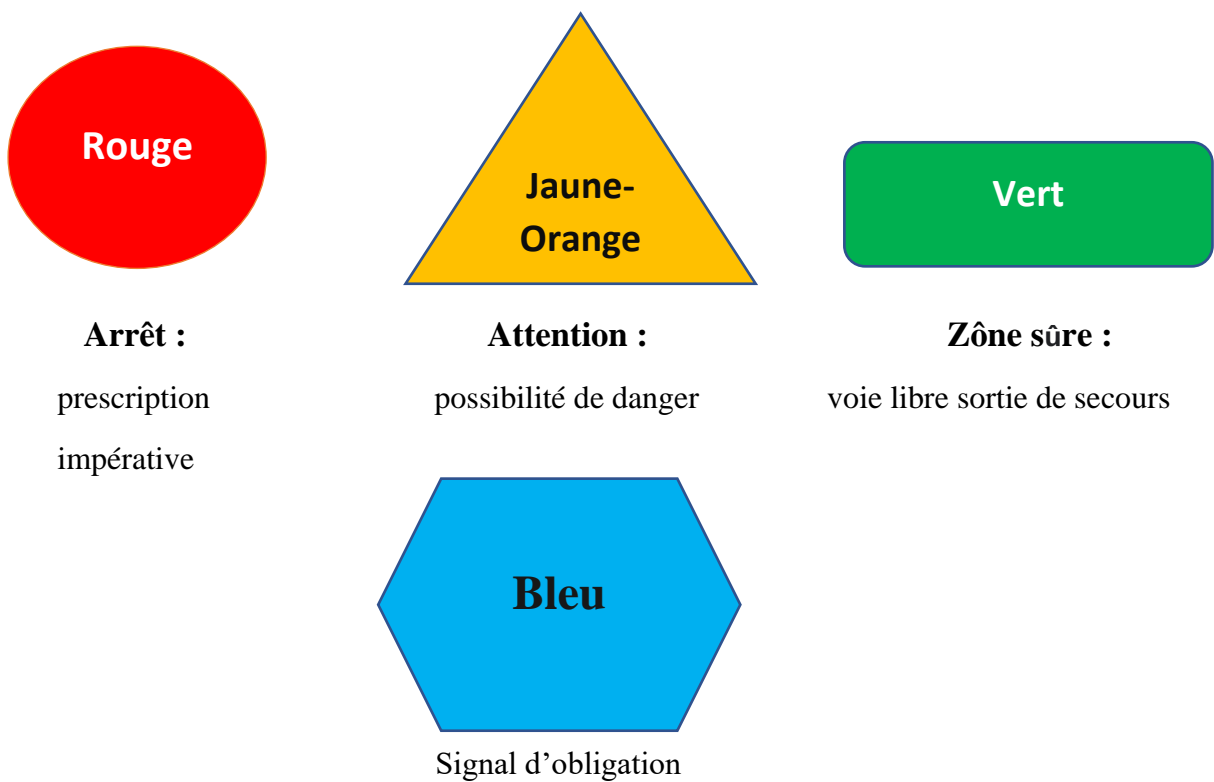 Rouge
Jaune-
Orange
Vert
Arrêt :
Attention :
Zône sûre :
prescription
impérative
possibilité de danger
voie libre sortie de secours
Bleu
Signal d’obligation